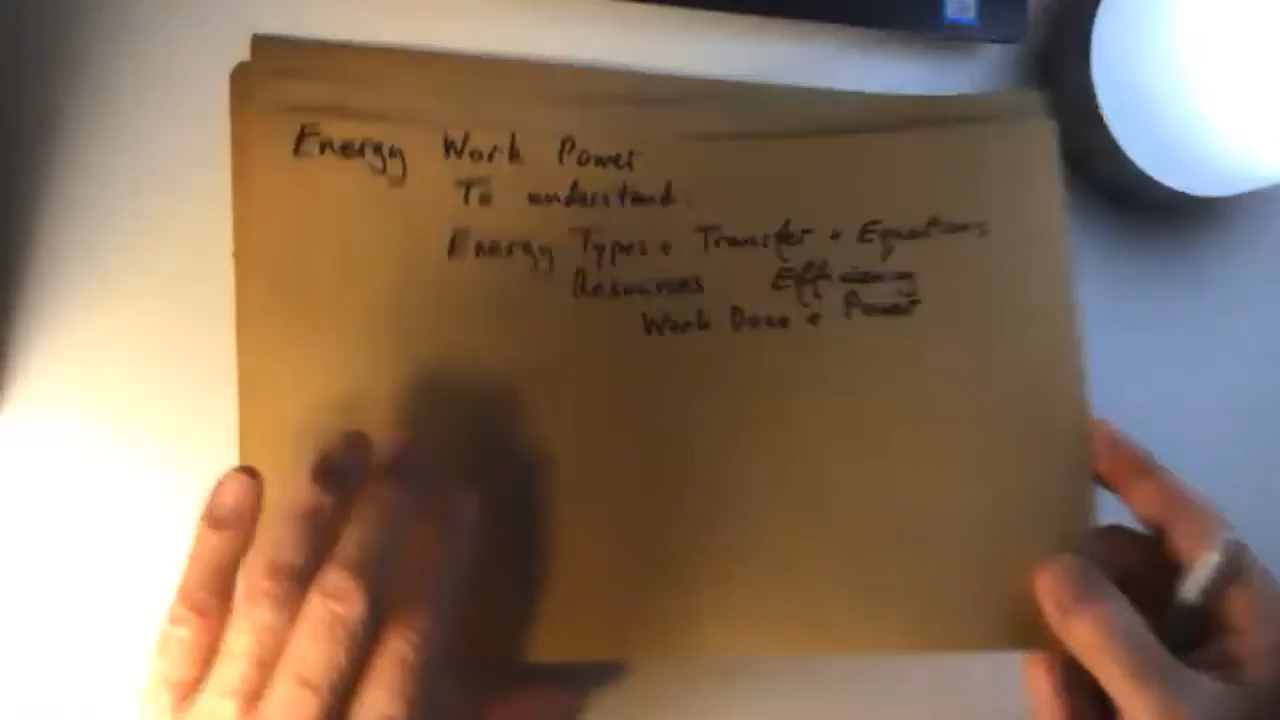 Energy Work Power
To understand:
Energy Types + Transfer + Equations
Resources Efficiency
Work Done + Power